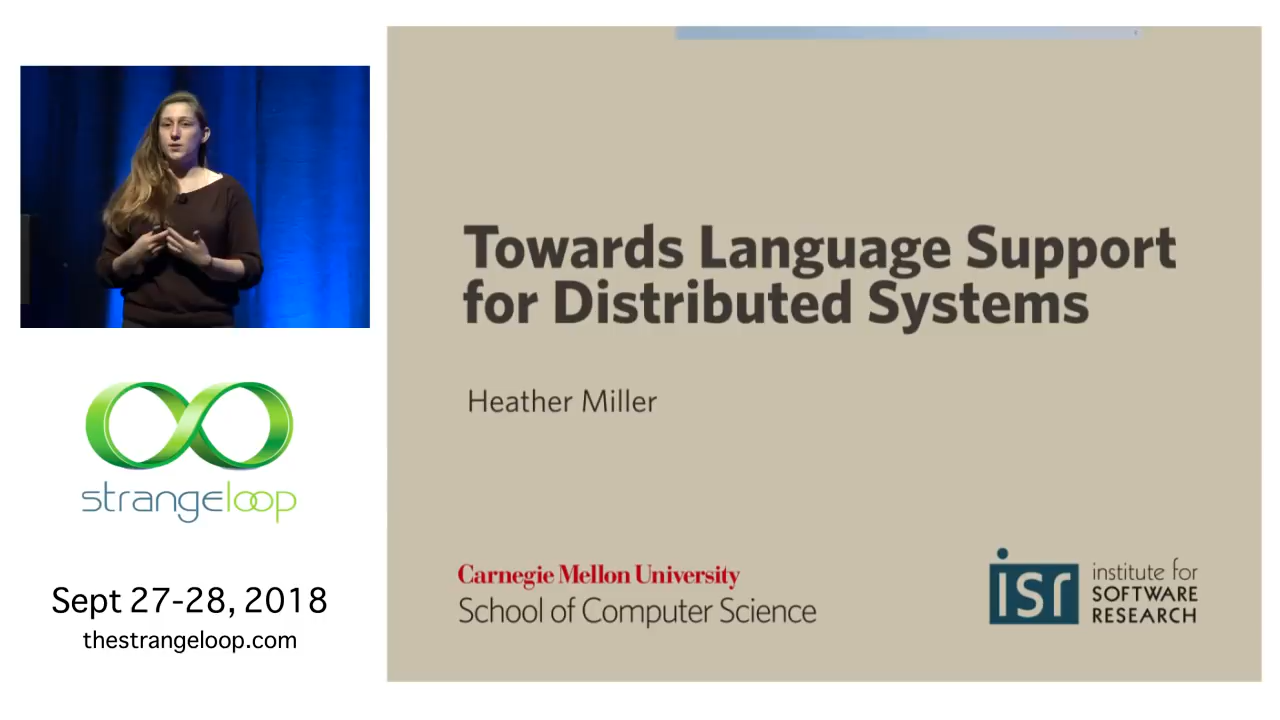 strangeloop
Sept 27-28, 2018
thestrangeloop.com
Towards Language Support
for Distributed Systems
Heather Miller
Carnegie Mellon University
School of Computer Science
isr
institute for
SOFTWARE
RESEARCH